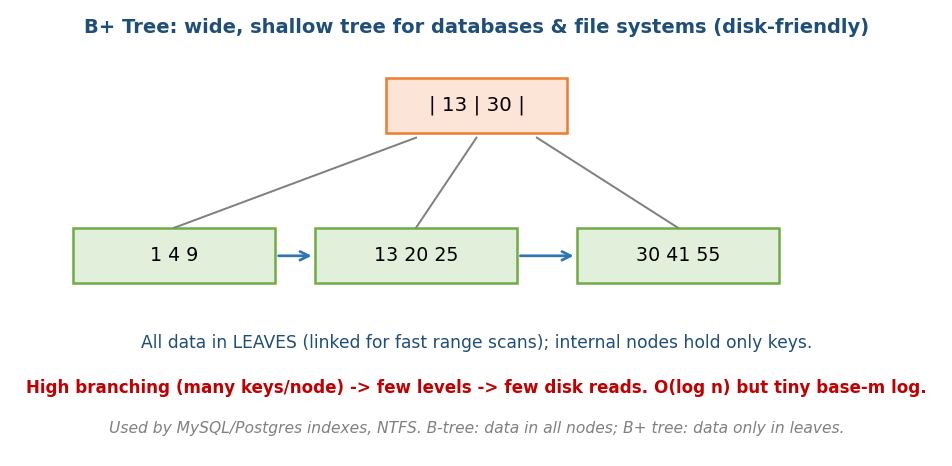 B+ Tree: wide, shallow tree for databases & file systems (disk-friendly)
| 13 | 30 |
1 4 9
13 20 25
30 41 55
All data in LEAVES (linked for fast range scans); internal nodes hold only keys.
High branching (many keys/node) -> few levels -> few disk reads. O(log n) but tiny base-m log.
Used by MySQL/Postgres indexes, NTFS. B-tree: data in all nodes; B+ tree: data only in leaves.